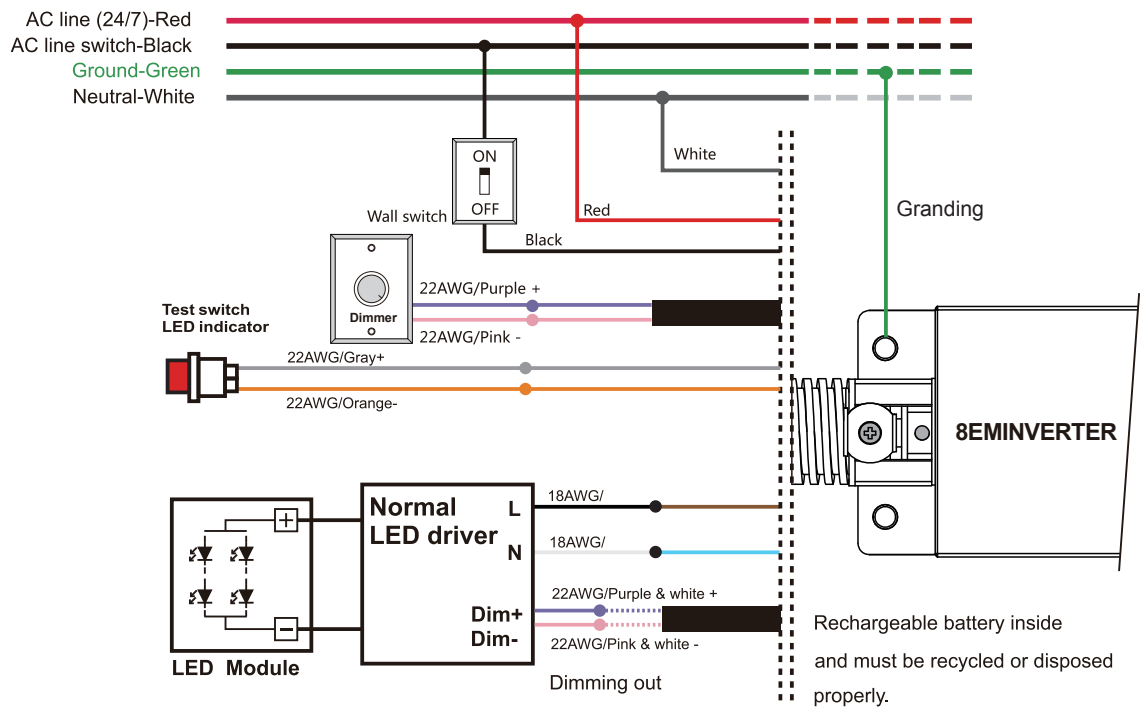 AC line (24/7)-Red
AC line switch-Black
Ground-Green
Neutral-White
ON
OFF
Wall switch
White
Red
Black
Granding
Dimmer
22AWG/Purple +
22AWG/Pink -
Test switch
LED indicator
22AWG/Gray+
22AWG/Orange-
8EMINVERTER
Normal
LED driver
L
N
Dim+
Dim-
18AWG/
18AWG/
22AWG/Purple & white +
22AWG/Pink & white -
+
−
LED Module
Dimming out
Rechargeable battery inside
and must be recycled or disposed
properly.